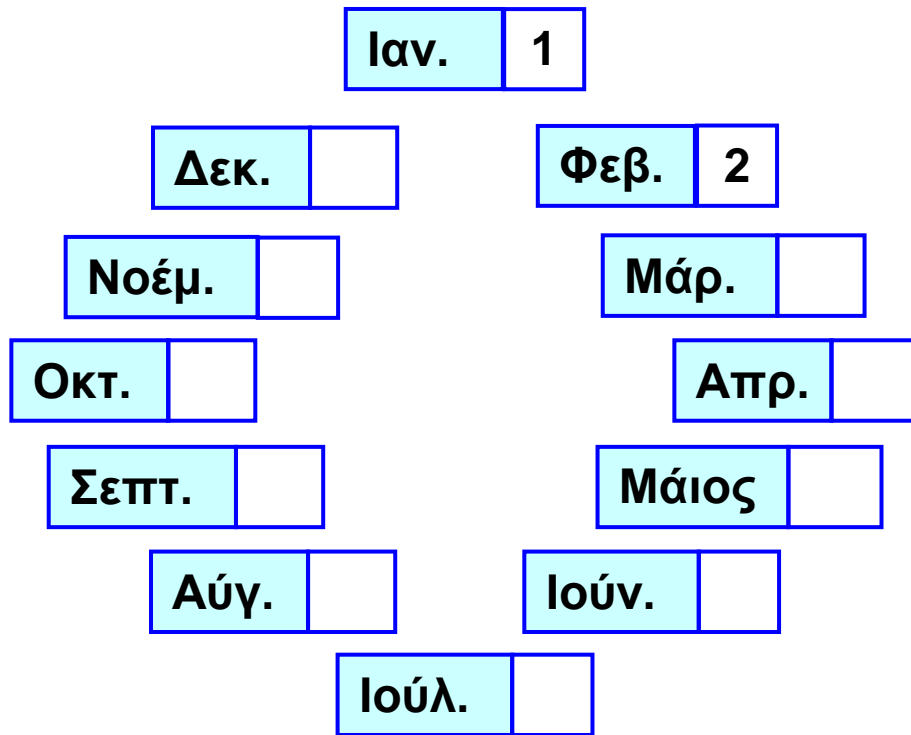 Ιαν. 1
Δεκ.
Φεβ. 2
Νοέμ.
Μάρ.
Οκτ.
Απρ.
Σεπτ.
Μάιος
Αύγ.
Ιούν.
Ιούλ.